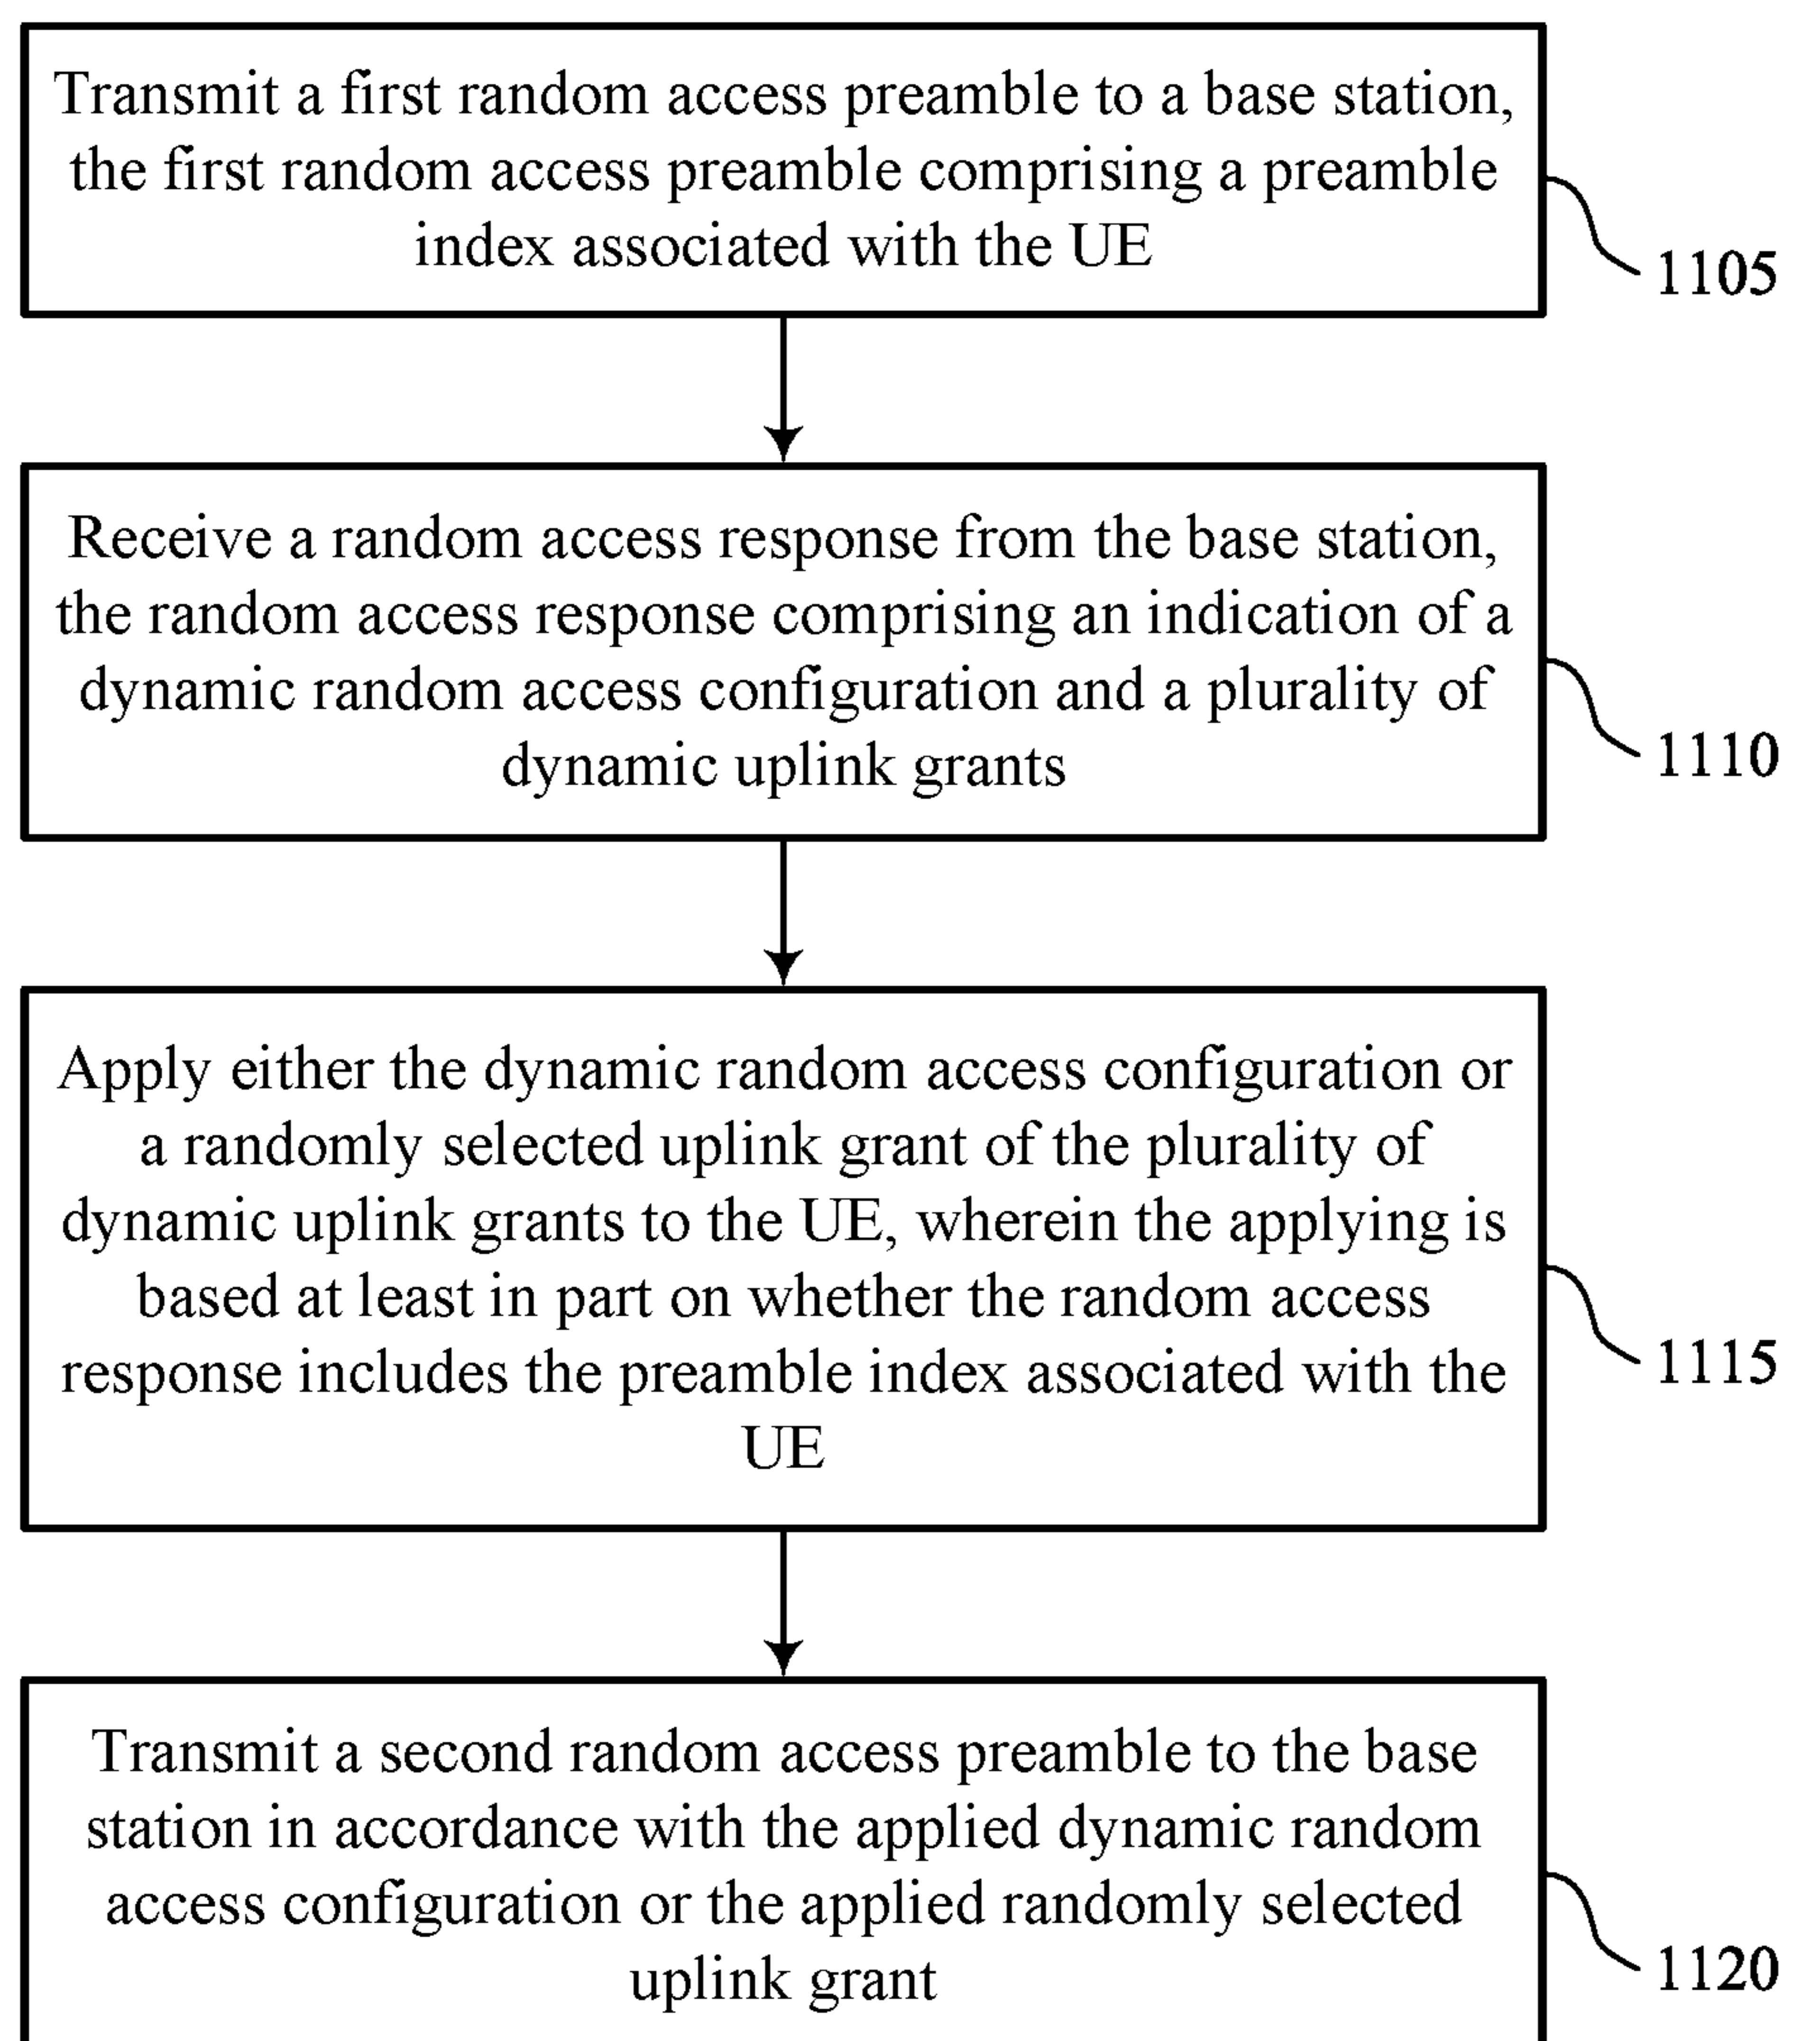 Transmit a first random access preamble to a base station,
the first random access preamble comprising a preamble
index associated with the UE
1105
Receive a random access response from the base station,
the random access response comprising an indication of a
dynamic random access configuration and a plurality of
dynamic uplink grants
1110
Apply either the dynamic random access configuration or
a randomly selected uplink grant of the plurality of
dynamic uplink grants to the UE, wherein the applying is
based at least in part on whether the random access
response includes the preamble index associated with the
UE
1115
Transmit a second random access preamble to the base
station in accordance with the applied dynamic random
access configuration or the applied randomly selected
uplink grant
1120